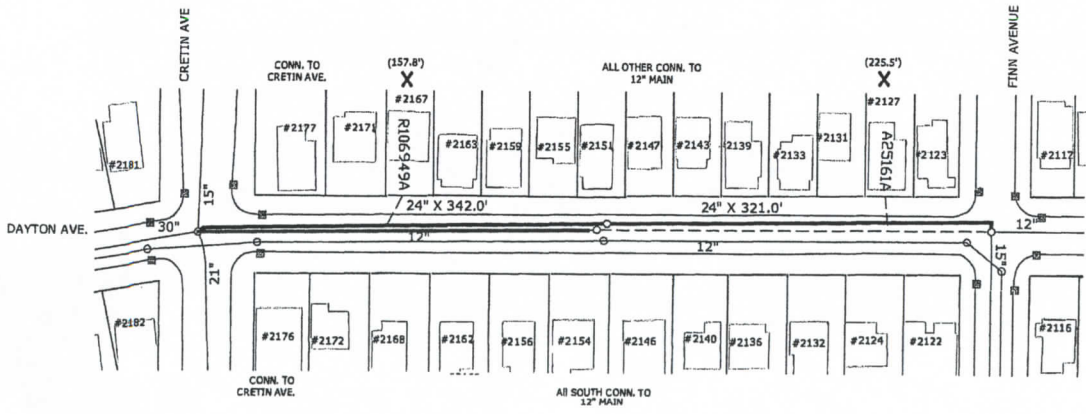 CRETIN AVE
FINN AVENUE
CONN. TO
CRETIN AVE.
(157.8')
X
#2167
ALL OTHER CONN. TO
12" MAIN
(225.5')
X
#2127
#2181
#2177
#2171
R106949A
#2163
#2159
#2155
#2151
#2147
#2143
#2139
#2133
#2131
A25161A
#2123
#2117
15"
24" X 342.0'
24" X 321.0'
DAYTON AVE.
30"
12"
12"
12"
21"
15"
#2182
#2176
#2172
#2168
#2162
#2156
#2154
#2146
#2140
#2136
#2132
#2124
#2122
#2116
CONN. TO
CRETIN AVE.
All SOUTH CONN. TO
12" MAIN